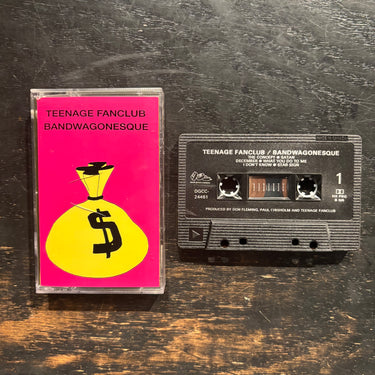 TEENAGE FANCLUB
BANDWAGONESQUE
$
TEENAGE FANCLUB / BANDWAGONESQUE
THE CONCEPT ● SATAN
DECEMBER ● WHAT YOU DO TO ME
I DON'T KNOW ● STAR SIGN
DGCC-
24461
1
PRODUCED BY DON FLEMING, PAUL CHISHOLM AND TEENAGE FANCLUB